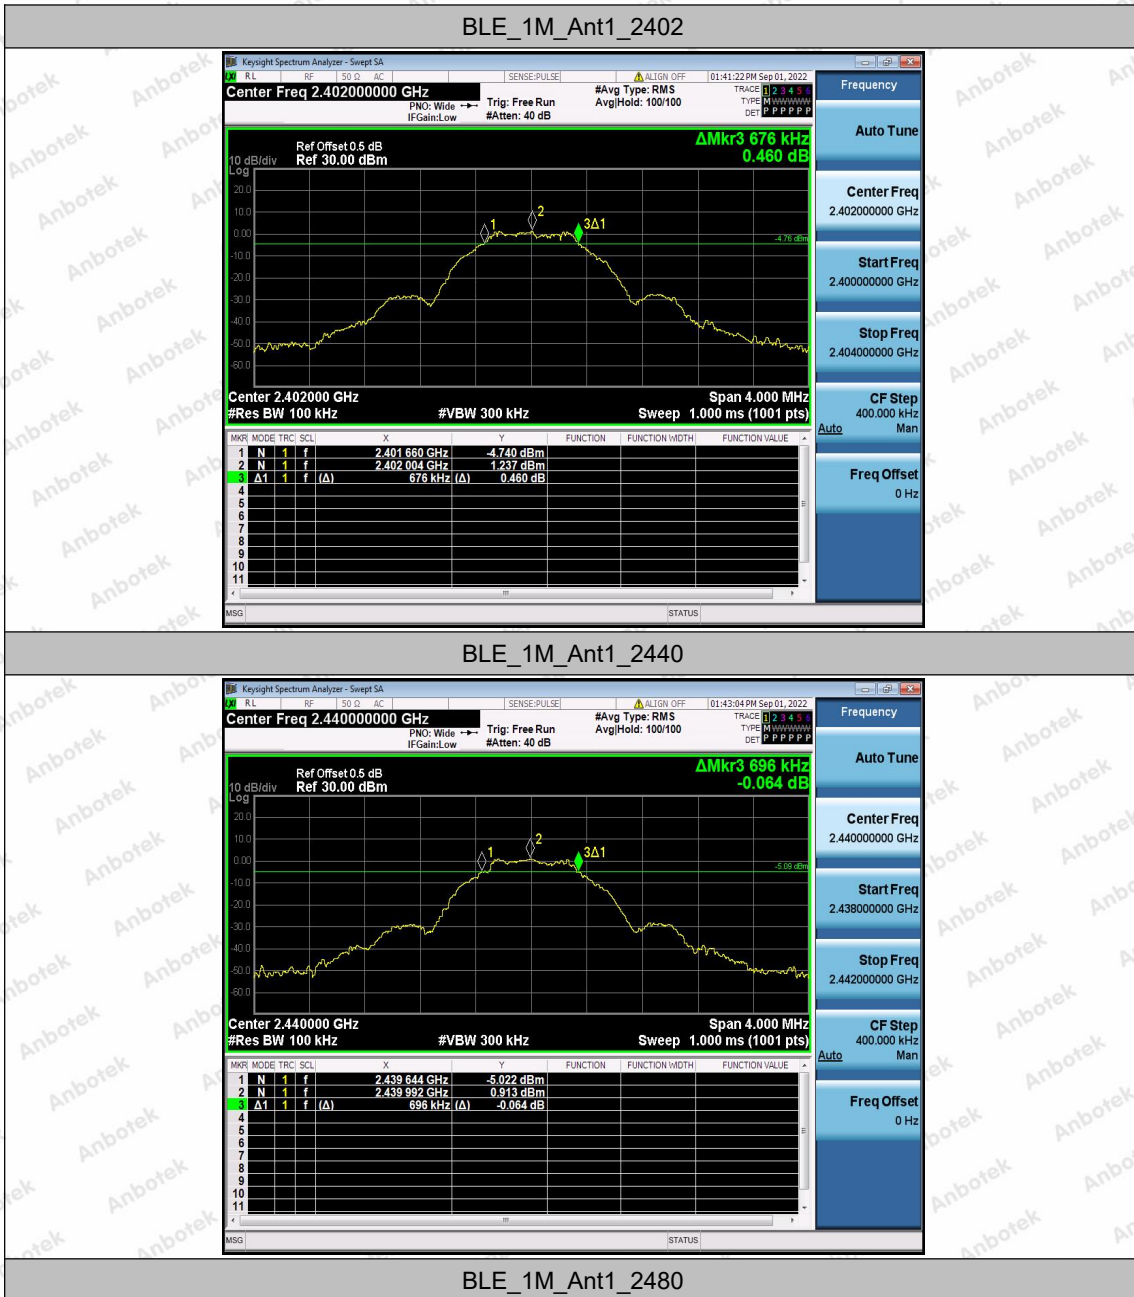 BLE_1M_Ant1_2402
Keysight Spectrum Analyzer - Swept SA
LXI RL RF 50 Ω AC SENSE:PULSE ALIGN OFF 01:41:22 PM Sep 01, 2022
Center Freq 2.402000000 GHz
PNO: Wide
IFGain:Low
Trig: Free Run
#Atten: 40 dB
#Avg Type: RMS
Avg|Hold: 100/100
TRACE 1 2 3 4 5 6
TYPE M WWWWW
DET P P P P P P
Ref Offset 0.5 dB
10 dB/div Ref 30.00 dBm
Log
ΔMkr3 676 kHz
0.460 dB
20.0
10.0
0.00
-10.0
-20.0
-30.0
-40.0
-50.0
-60.0
1
2
3Δ1
-4.76 dBm
Center 2.402000 GHz Span 4.000 MHz
#Res BW 100 kHz #VBW 300 kHz Sweep 1.000 ms (1001 pts)
MKR MODE TRC SCL X Y FUNCTION FUNCTION WIDTH FUNCTION VALUE
1 N 1 f 2.401 660 GHz -4.740 dBm
2 N 1 f 2.402 004 GHz 1.237 dBm
3 Δ1 1 f (Δ) 676 kHz (Δ) 0.460 dB
4
5
6
7
8
9
10
11
MSG STATUS
Frequency
Auto Tune
Center Freq
2.402000000 GHz
Start Freq
2.400000000 GHz
Stop Freq
2.404000000 GHz
CF Step
400.000 kHz
Auto Man
Freq Offset
0 Hz
BLE_1M_Ant1_2440
Keysight Spectrum Analyzer - Swept SA
LXI RL RF 50 Ω AC SENSE:PULSE ALIGN OFF 01:43:04 PM Sep 01, 2022
Center Freq 2.440000000 GHz
PNO: Wide
IFGain:Low
Trig: Free Run
#Atten: 40 dB
#Avg Type: RMS
Avg|Hold: 100/100
TRACE 1 2 3 4 5 6
TYPE M WWWWW
DET P P P P P P
Ref Offset 0.5 dB
10 dB/div Ref 30.00 dBm
Log
ΔMkr3 696 kHz
-0.064 dB
20.0
10.0
0.00
-10.0
-20.0
-30.0
-40.0
-50.0
-60.0
1
2
3Δ1
-5.09 dBm
Center 2.440000 GHz Span 4.000 MHz
#Res BW 100 kHz #VBW 300 kHz Sweep 1.000 ms (1001 pts)
MKR MODE TRC SCL X Y FUNCTION FUNCTION WIDTH FUNCTION VALUE
1 N 1 f 2.439 644 GHz -5.022 dBm
2 N 1 f 2.439 992 GHz 0.913 dBm
3 Δ1 1 f (Δ) 696 kHz (Δ) -0.064 dB
4
5
6
7
8
9
10
11
MSG STATUS
Frequency
Auto Tune
Center Freq
2.440000000 GHz
Start Freq
2.438000000 GHz
Stop Freq
2.442000000 GHz
CF Step
400.000 kHz
Auto Man
Freq Offset
0 Hz
BLE_1M_Ant1_2480